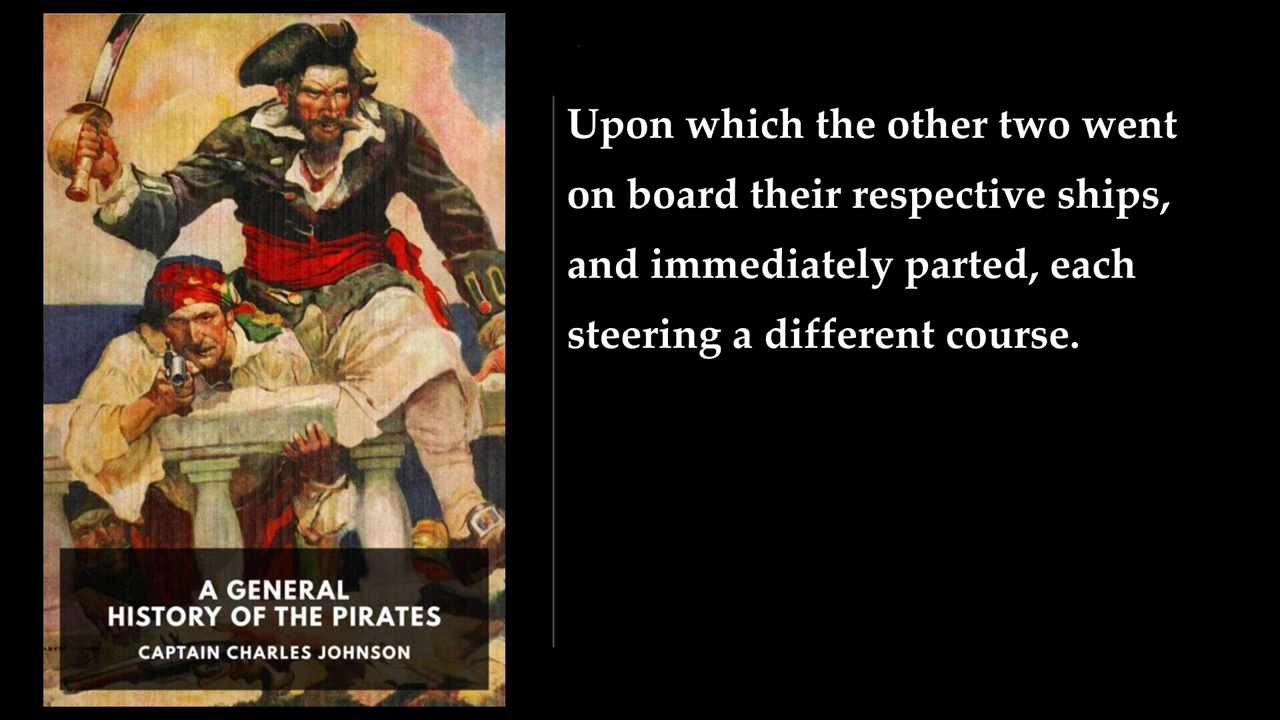 Upon which the other two went
on board their respective ships,
and immediately parted, each
steering a different course.
A GENERAL
HISTORY OF THE PIRATES
CAPTAIN CHARLES JOHNSON